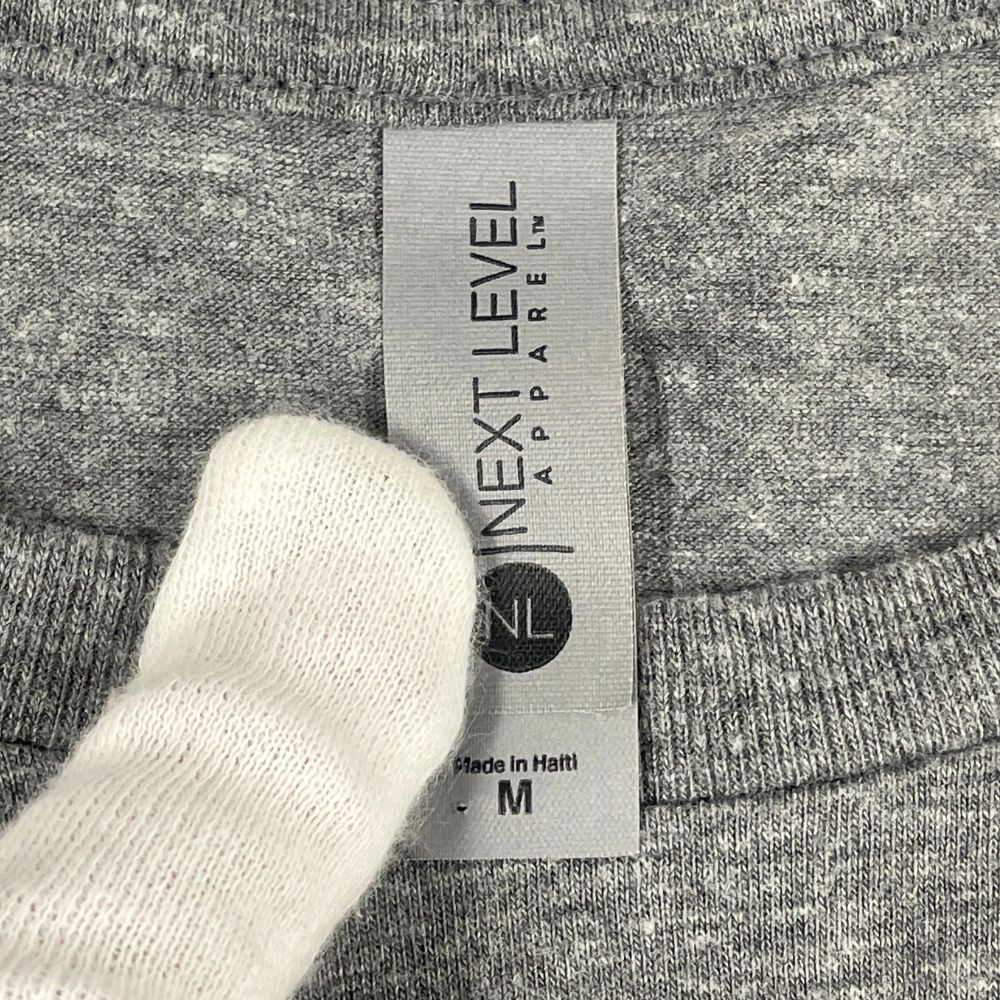 NEXT LEVEL
APPAREL™
NL
Made in Haiti
M